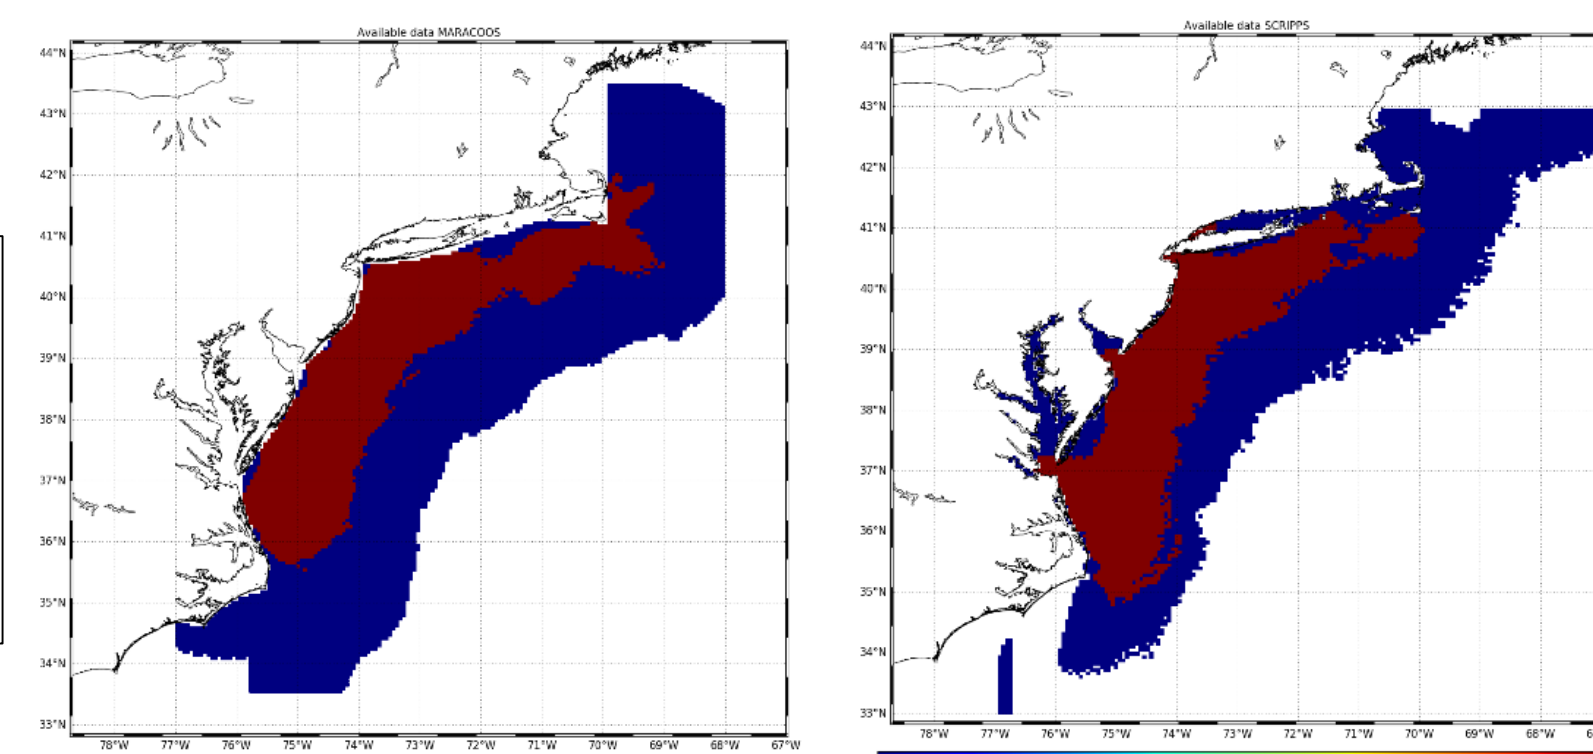 Available data MARACOOS
44°N
43°N
42°N
41°N
40°N
39°N
38°N
37°N
36°N
35°N
34°N
33°N
78°W 77°W 76°W 75°W 74°W 73°W 72°W 71°W 70°W 69°W 68°W 67°W
Available data SCRIPPS
44°N
43°N
42°N
41°N
40°N
39°N
38°N
37°N
36°N
35°N
34°N
33°N
78°W 77°W 76°W 75°W 74°W 73°W 72°W 71°W 70°W 69°W 68°W